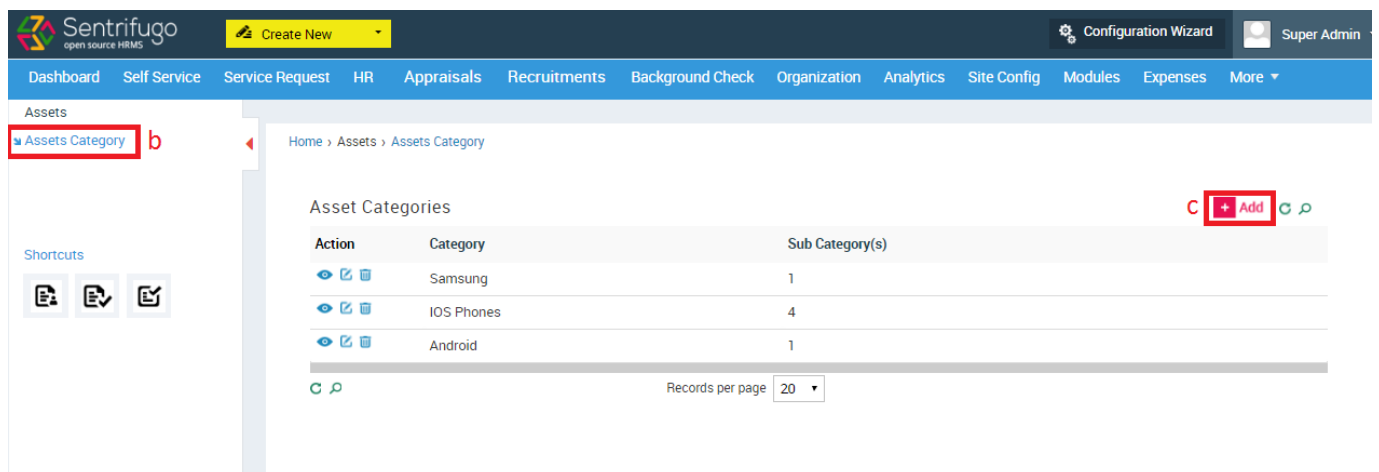 Sentrifugo
open source HRMS
Create New
Configuration Wizard
Super Admin
Dashboard Self Service Service Request HR Appraisals Recruitments Background Check Organization Analytics Site Config Modules Expenses More
Assets
Assets Category b
Home › Assets › Assets Category
Asset Categories
C + Add
Action Category Sub Category(s)
Samsung 1
IOS Phones 4
Android 1
Shortcuts
Records per page 20